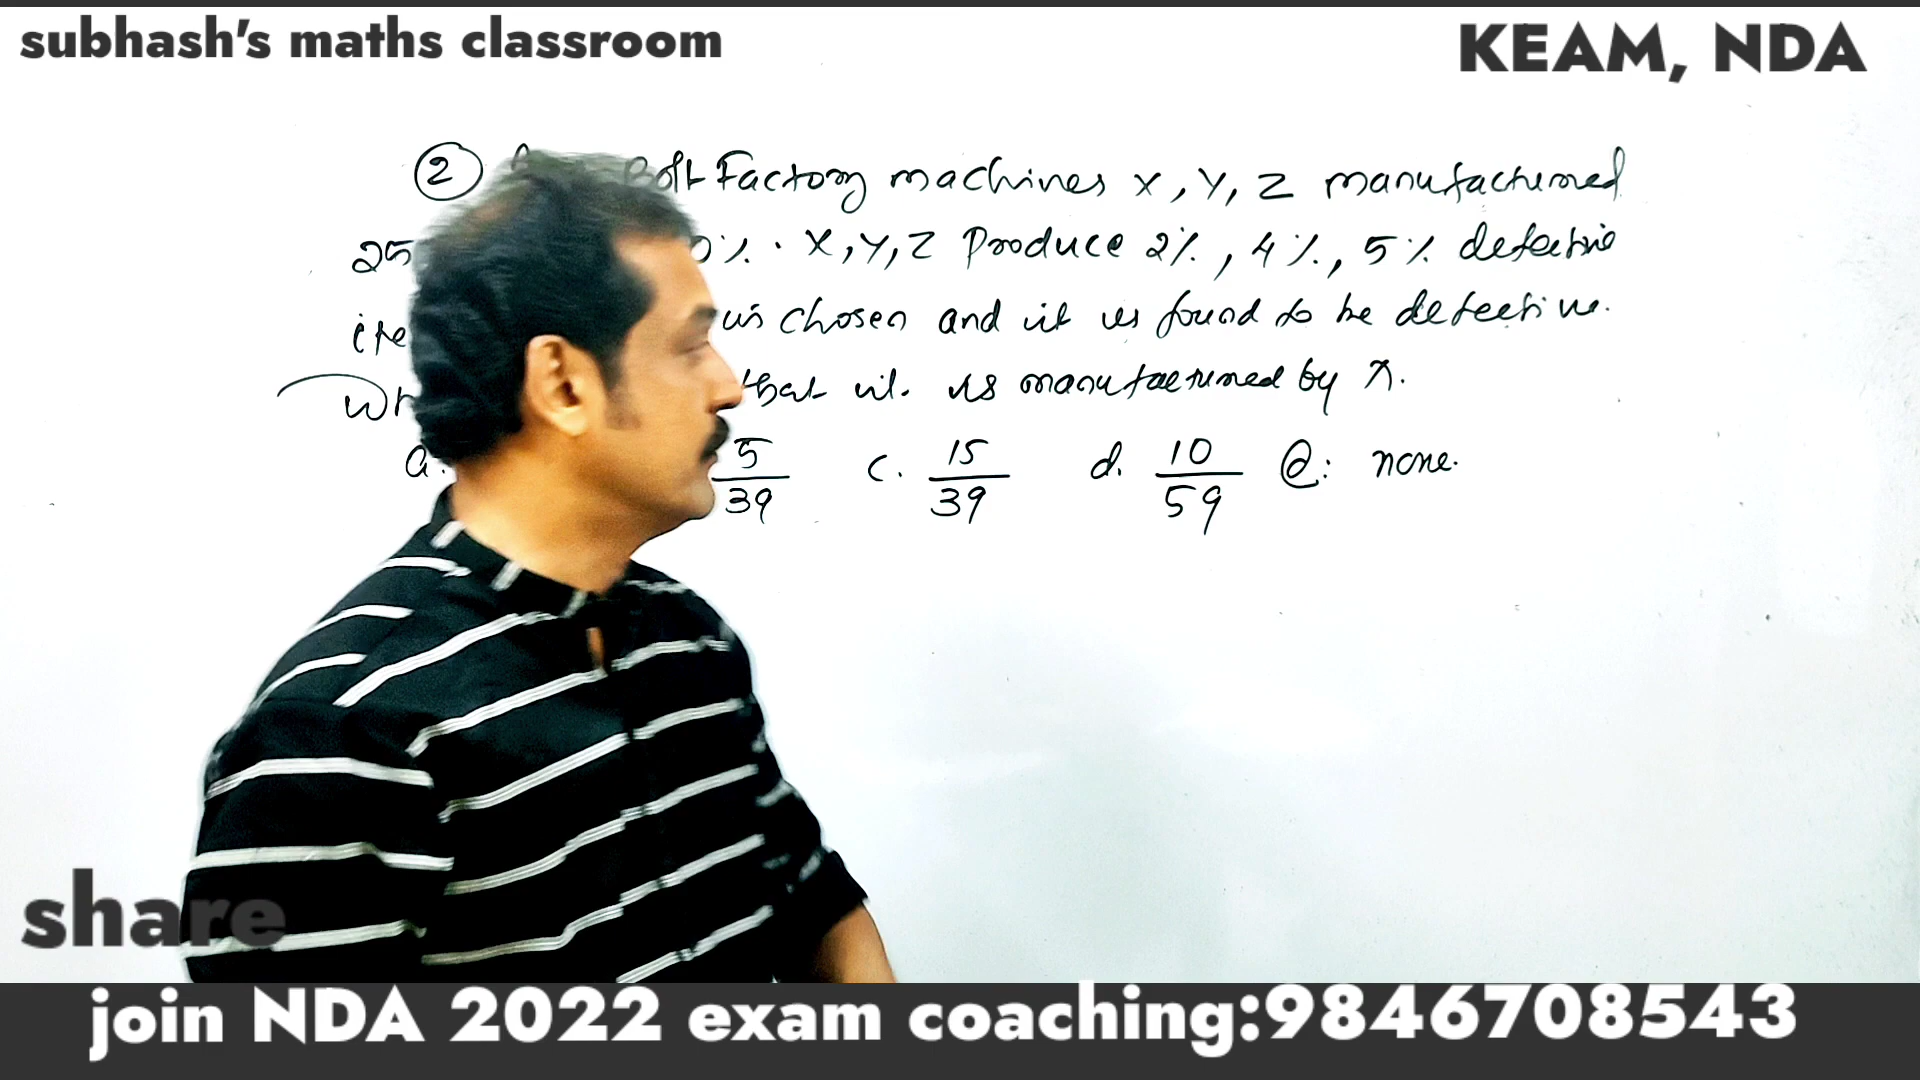 subhash's maths classroom
KEAM, NDA
② Bolt Factory machines X, Y, Z manufactured
25 0%. X, Y, Z Produce 2%, 4%, 5% defective
is chosen and it is found to be defective.
that it is manufactured by X.
a. 5/39 c. 15/39 d. 10/59 e: none.
share
join NDA 2022 exam coaching:9846708543